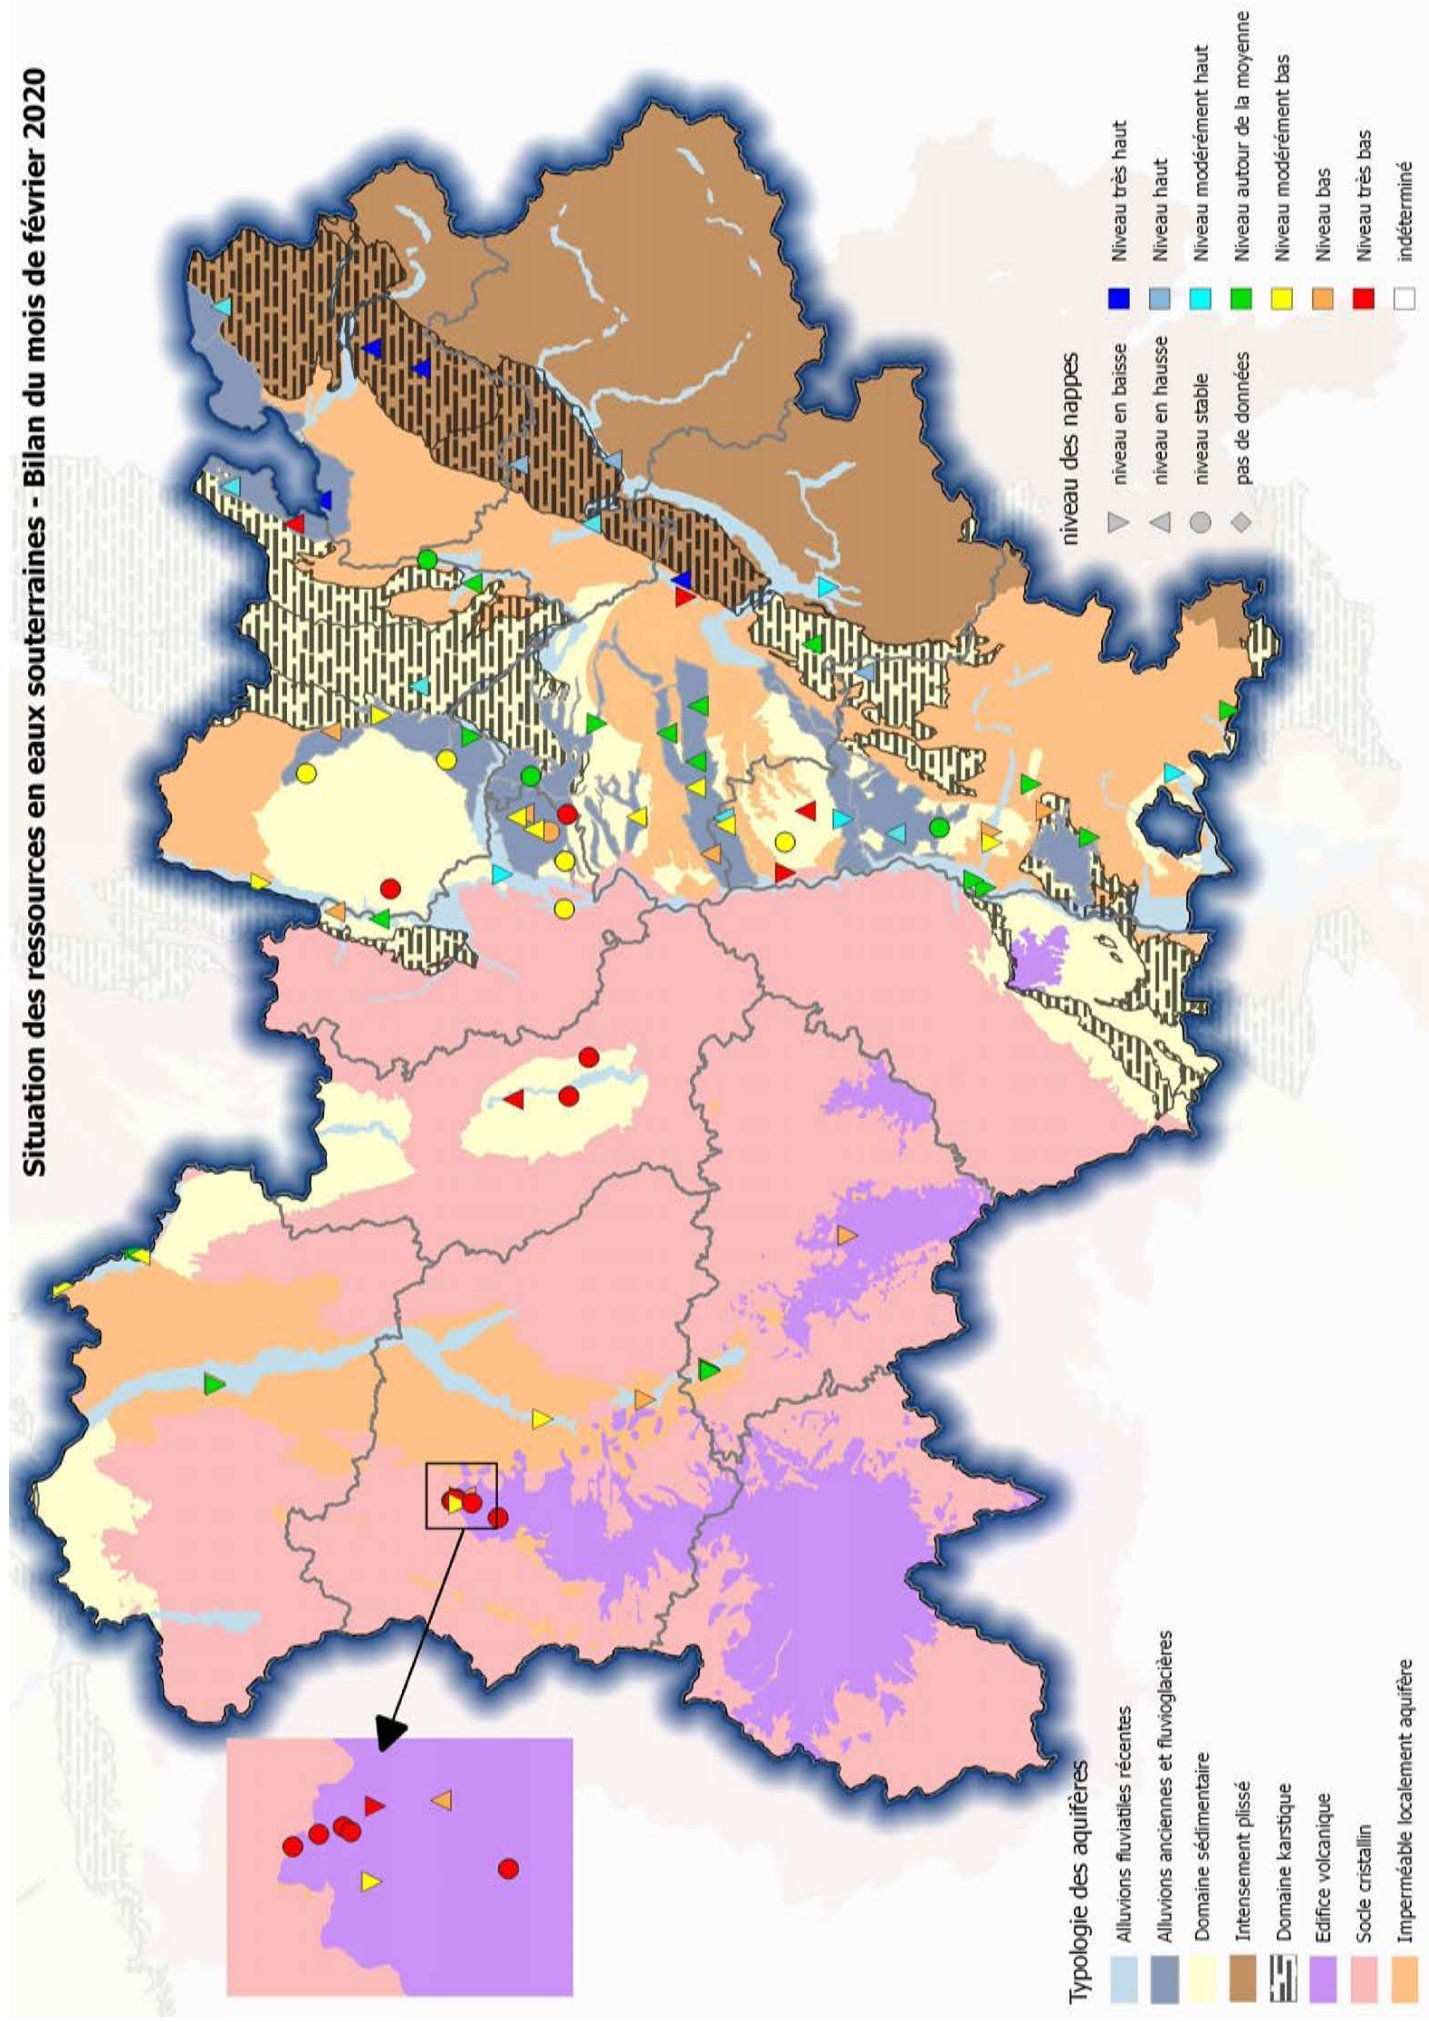 Situation des ressources en eaux souterraines - Bilan du mois de février 2020
Typologie des aquifères
Alluvions fluviatiles récentes
Alluvions anciennes et fluvioglacières
Domaine sédimentaire
Intensement plissé
Domaine karstique
Edifice volcanique
Socle cristallin
Imperméable localement aquifère
niveau des nappes
niveau en baisse
niveau en hausse
niveau stable
pas de données
Niveau très haut
Niveau haut
Niveau modérément haut
Niveau autour de la moyenne
Niveau modérément bas
Niveau bas
Niveau très bas
indéterminé